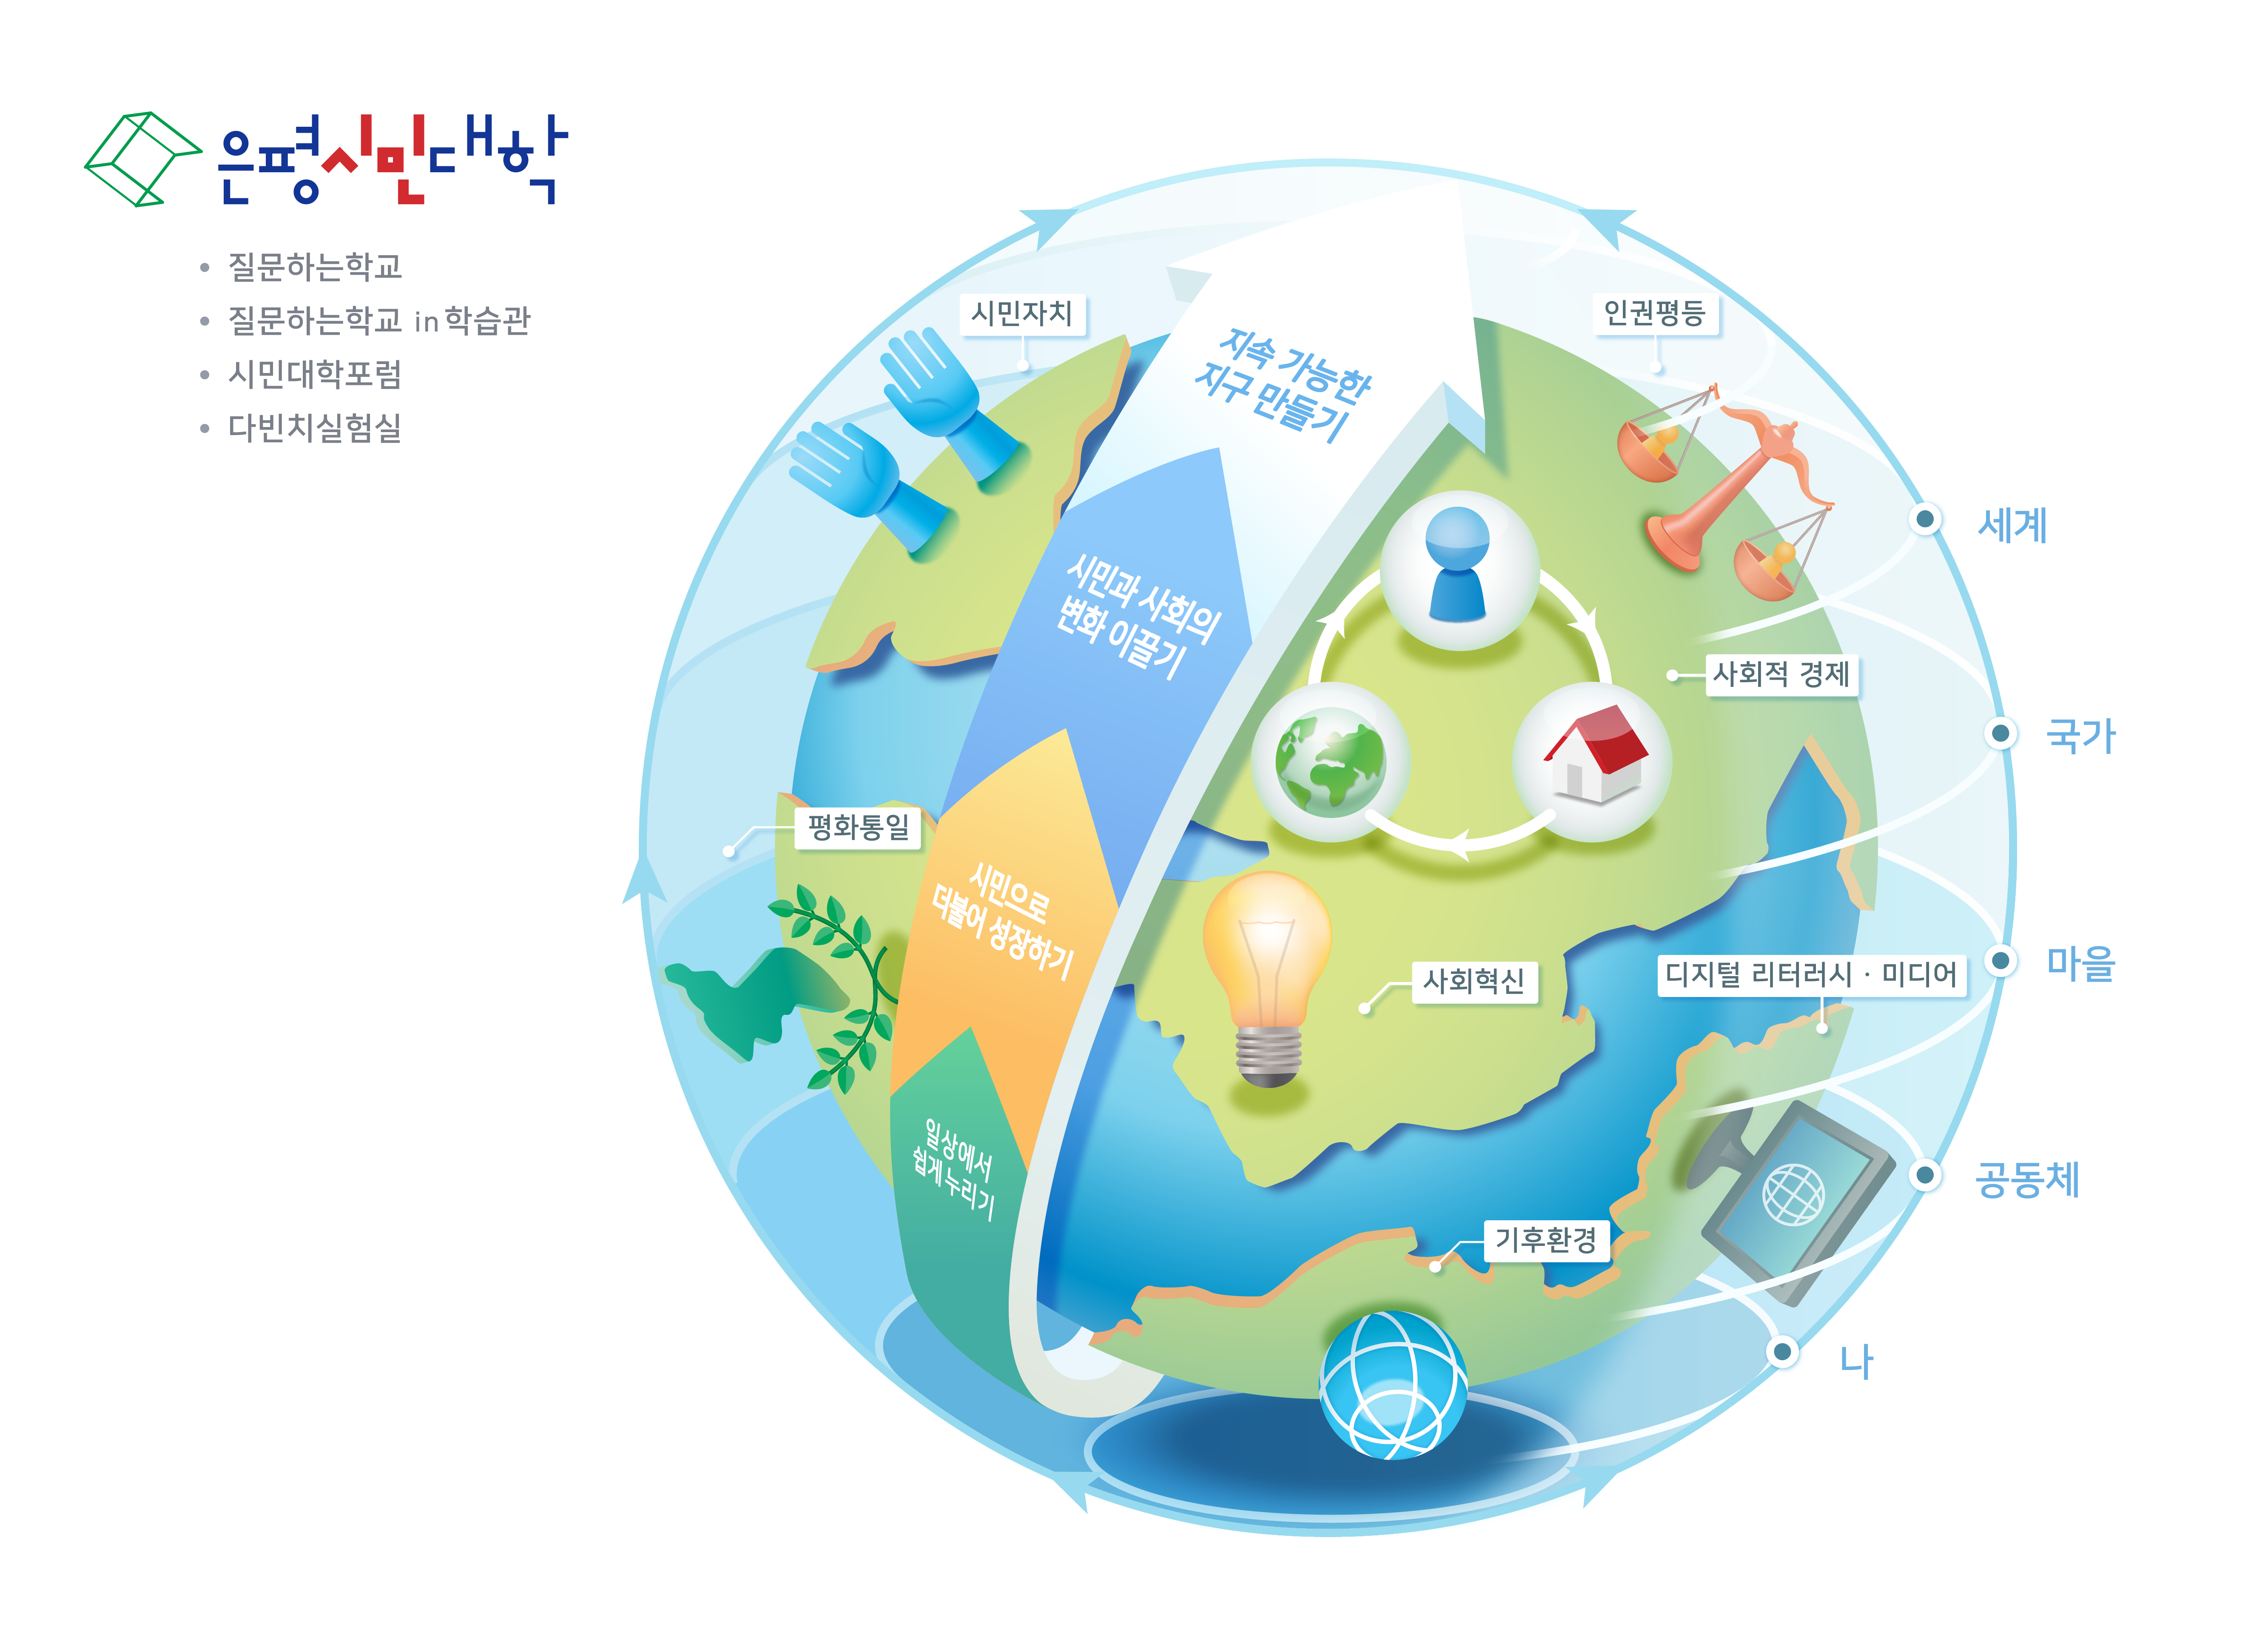 은평시민대학
• 질문하는학교
• 질문하는학교 in 학습관
• 시민대학포럼
• 다빈치실험실
시민자치
인권평등
지속 가능한
지구 만들기
세계
시민과 사회의
변화 이끌기
사회적 경제
국가
평화통일
시민으로
더불어 성장하기
사회혁신
디지털 리터러시 · 미디어
마을
일상에서
쉽게 누리기
공동체
기후환경
나